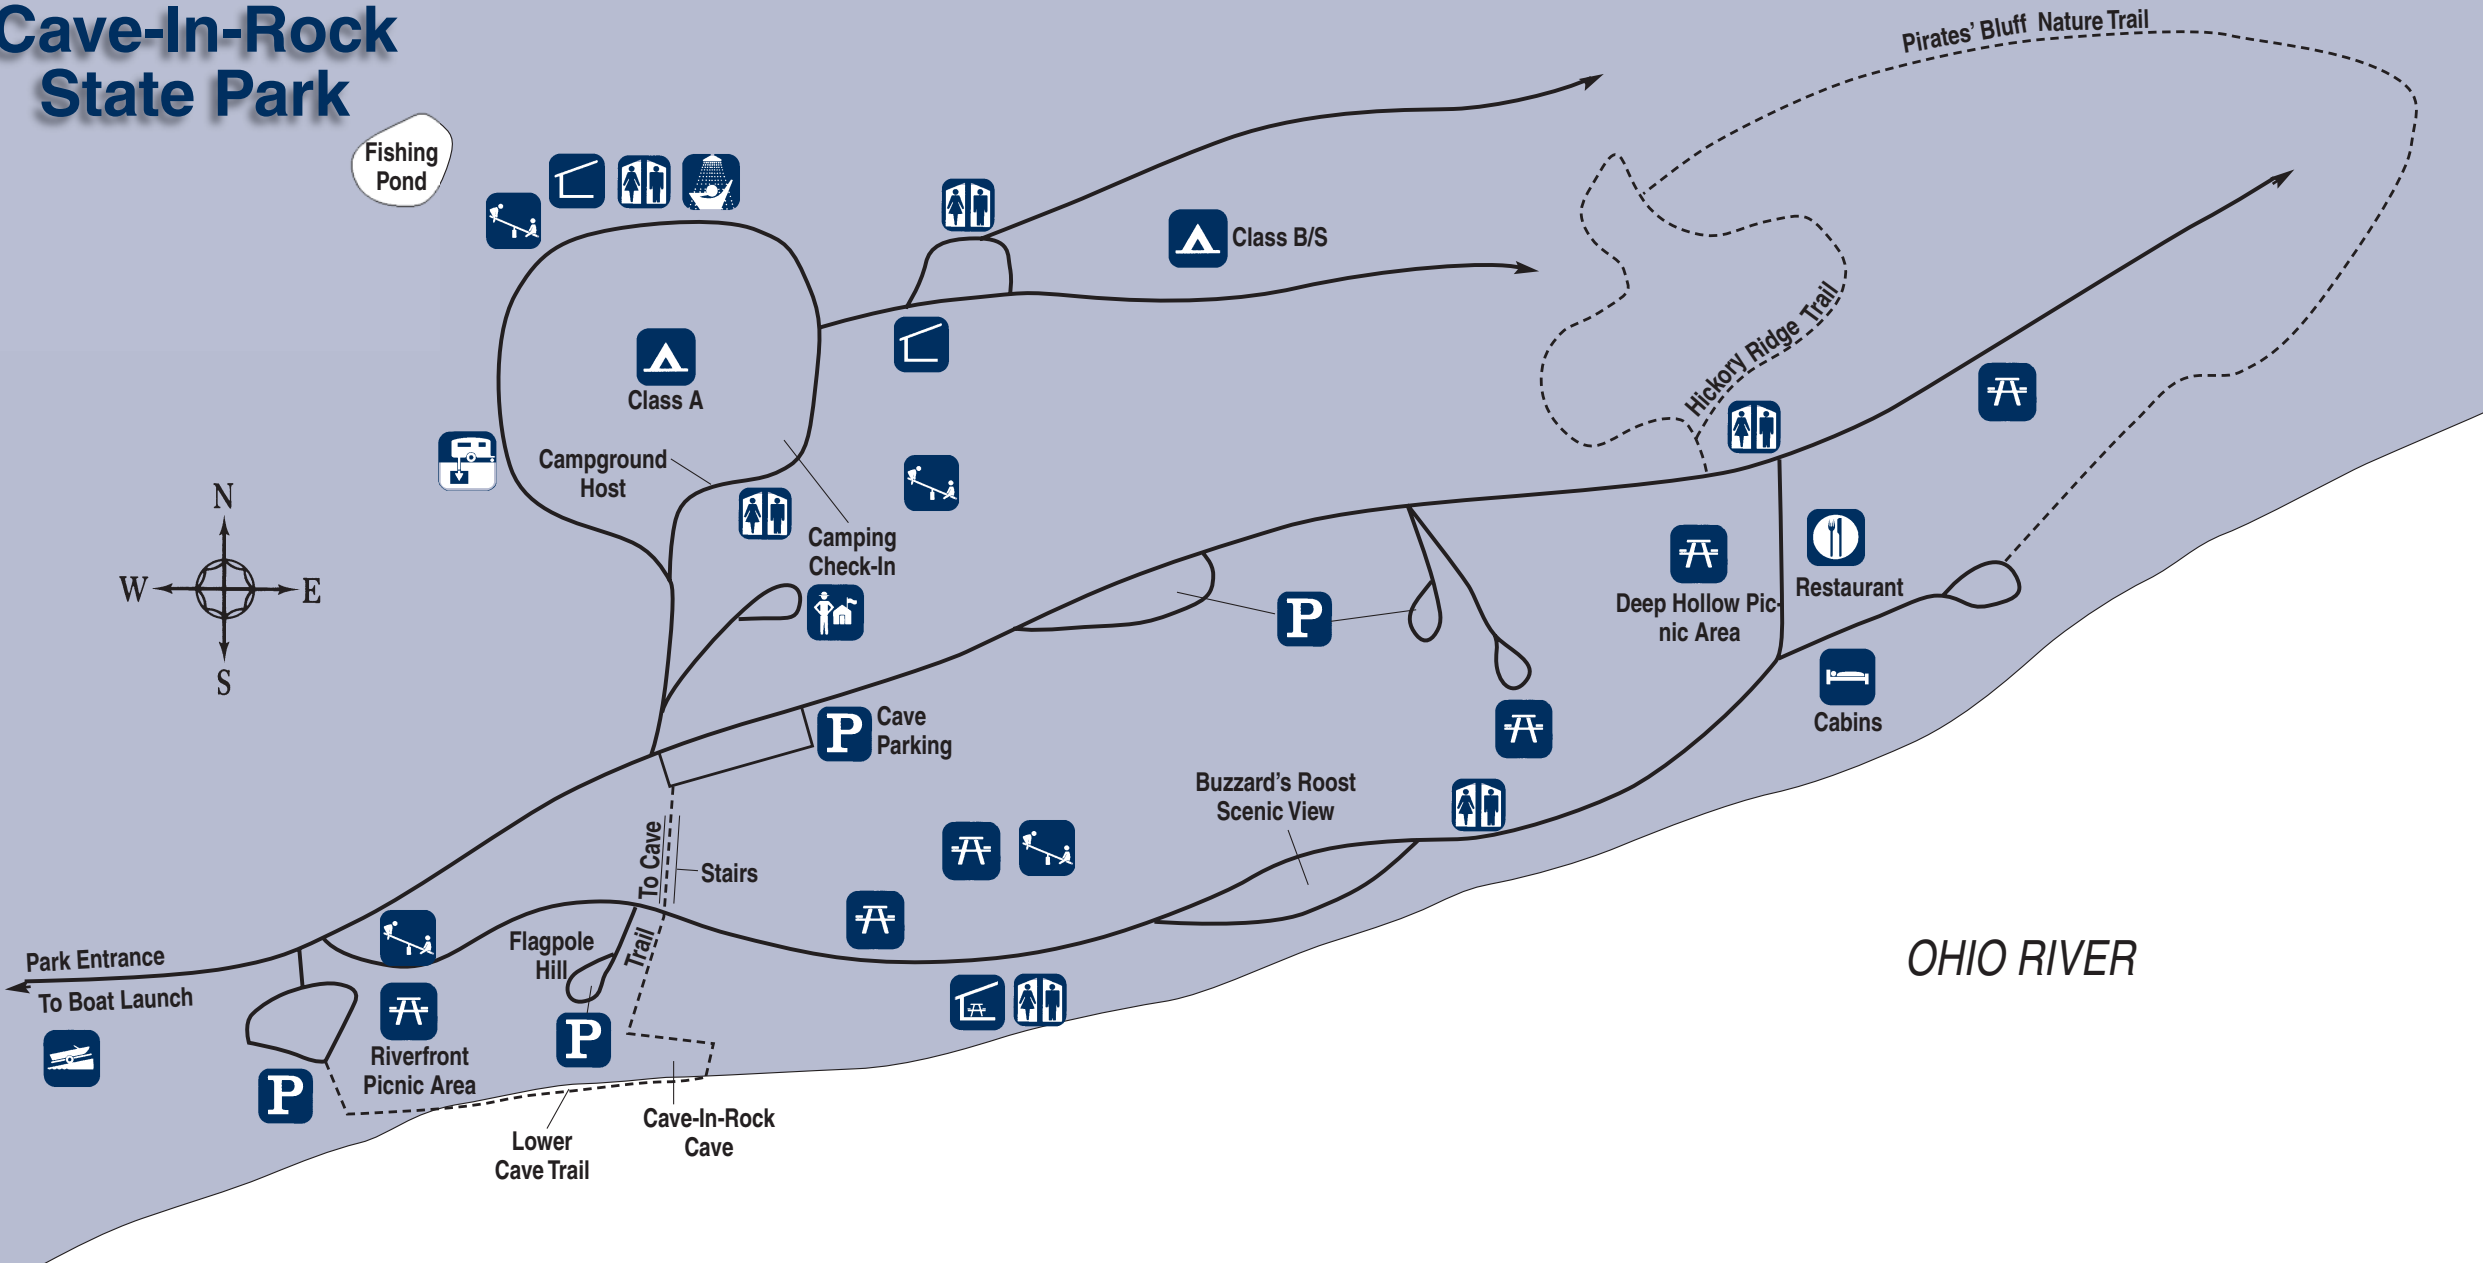 Cave-In-Rock
State Park
Pirates' Bluff Nature Trail
Fishing
Pond
Class B/S
Hickory Ridge Trail
Class A
Campground
Host
Camping
Check-In
N
W
E
S
Restaurant
Deep Hollow Pic-
nic Area
P
Cabins
P
Cave
Parking
Buzzard's Roost
Scenic View
To Cave
Stairs
Trail
Flagpole
Hill
Park Entrance
To Boat Launch
P
Riverfront
Picnic Area
P
Cave-In-Rock
Cave
Lower
Cave Trail
OHIO RIVER